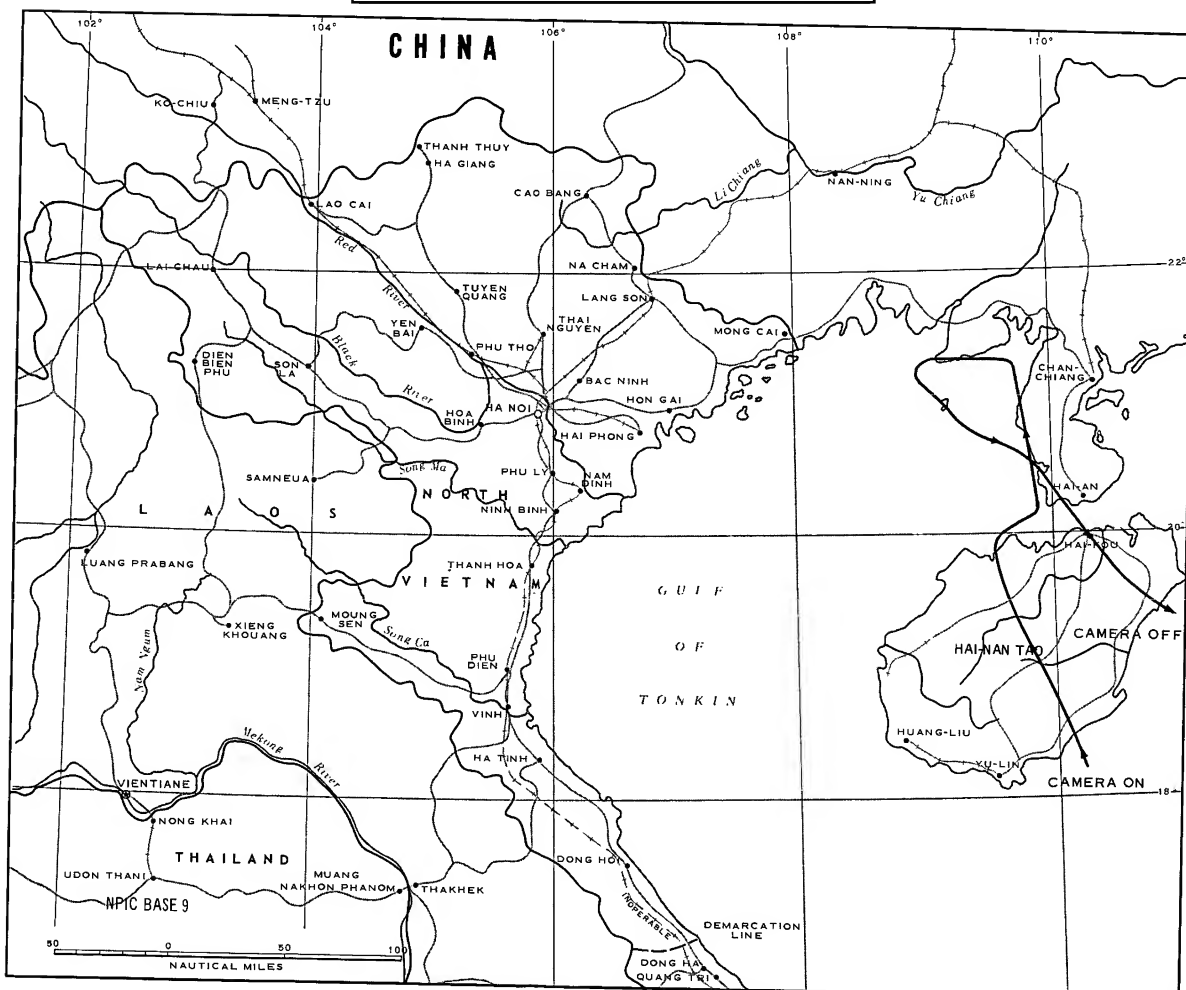 102°
104°
106°
108°
110°
CHINA
KO-CHIU
MENG-TZU
THANH THUY
HA GIANG
CAO BANG
Li Chiang
NAN-NING
Yu Chiang
LAO CAI
Red
River
LAI CHAU
NA CHAM
22°
TUYEN
QUANG
LANG SON
YEN
BAI
THAI
NGUYEN
MONG CAI
DIEN
BIEN
PHU
SON
LA
Black
River
PHU THO
BAC NINH
CHAN-
CHIANG
HOA
BINH
HA NOI
HON GAI
HAI PHONG
SAMNEUA
Song Ma
PHU LY
NAM
DINH
HAI-AN
NORTH
NINH BINH
LAOS
20°
HAI-KOU
LUANG PRABANG
THANH HOA
VIETNAM
GULF
OF
TONKIN
XIENG
KHOUANG
MOUNG
SEN
Song Ca
CAMERA OFF
HAI-NAN TAO
Nam Ngum
PHU
DIEN
VINH
HUANG-LIU
Mekong
River
HA TINH
YU-LIN
CAMERA ON
18°
VIENTIANE
NONG KHAI
THAILAND
DONG HOI
UDON THANI
MUANG
NAKHON PHANOM
THAKHEK
NPIC BASE 9
INOPERABLE
DEMARCATION
LINE
50 0 50 100
NAUTICAL MILES
DONG HA
QUANG TRI